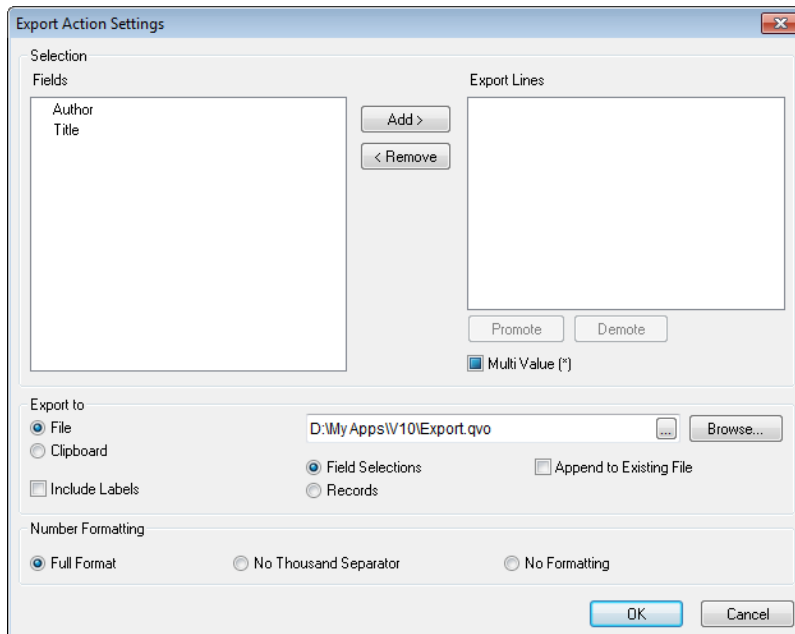 Export Action Settings
Selection
Fields
Export Lines
Author
Title
Add >
< Remove
Promote
Demote
Multi Value (*)
Export to
File
D:\My Apps\V10\Export.qvo
...
Browse...
Clipboard
Field Selections
Append to Existing File
Include Labels
Records
Number Formatting
Full Format
No Thousand Separator
No Formatting
OK
Cancel